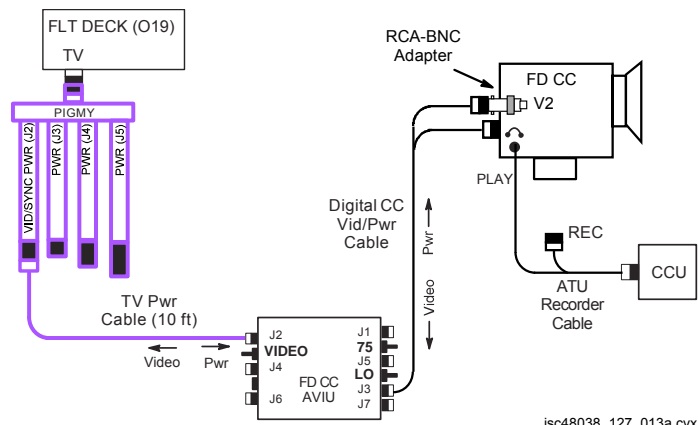 FLT DECK (O19)
TV
PIGMY
VID/SYNC PWR (J2)
PWR (J3)
PWR (J4)
PWR (J5)
TV Pwr
Cable (10 ft)
Video
Pwr
J2
VIDEO
J4
J6
FD CC
AVIU
J1
75
J5
LO
J3
J7
Digital CC
Vid/Pwr
Cable
Pwr
Video
RCA-BNC
Adapter
FD CC
V2
PLAY
REC
ATU
Recorder
Cable
CCU
jsc48038_127_013a.cvx